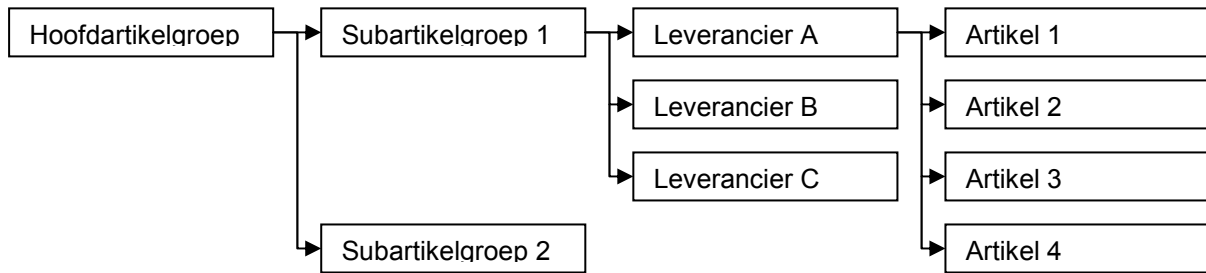 Hoofdartikelgroep
Subartikelgroep 1
Leverancier A
Artikel 1
Leverancier B
Artikel 2
Leverancier C
Artikel 3
Subartikelgroep 2
Artikel 4